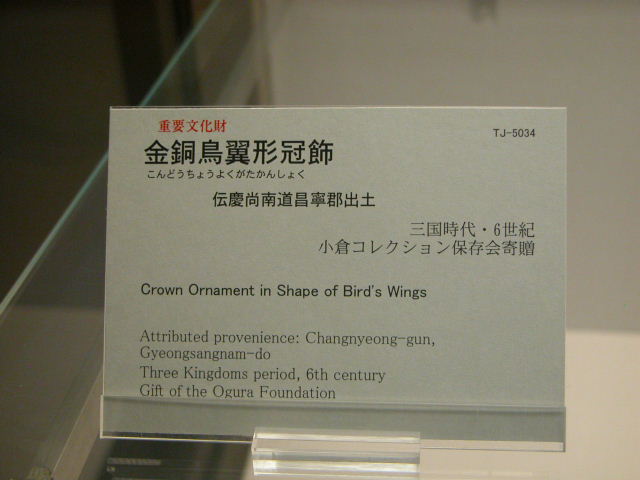 重要文化財
TJ-5034
金銅鳥翼形冠飾
こんどうちょうよくがたかんしょく
伝慶尚南道昌寧郡出土
三国時代・6世紀
小倉コレクション保存会寄贈
Crown Ornament in Shape of Bird's Wings
Attributed provenience: Changnyeong-gun,
Gyeongsangnam-do
Three Kingdoms period, 6th century
Gift of the Ogura Foundation